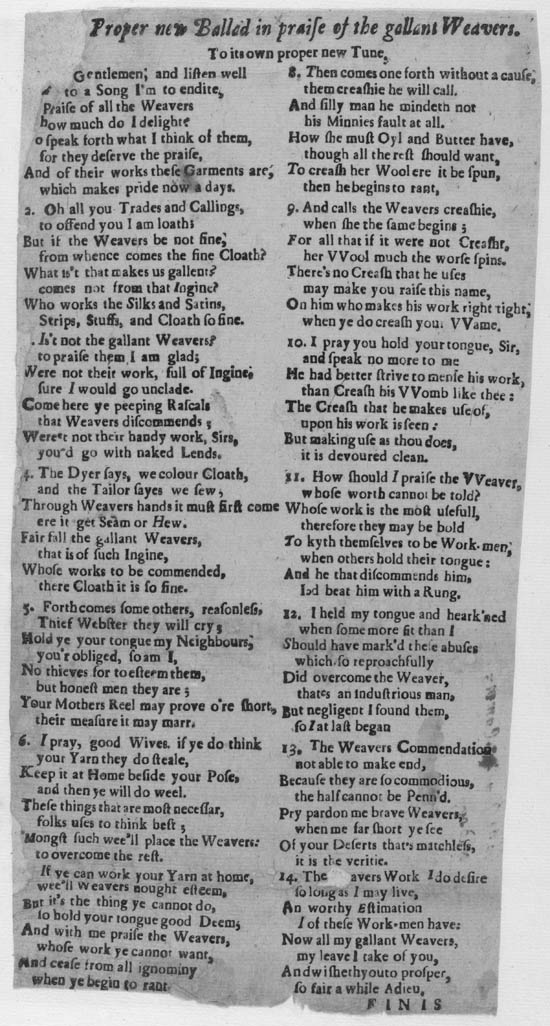 Proper new Ballad in praise of the gallant Weavers.
To its own proper new Tune,
Gentlemen, and listen well
to a Song I'm to endite,
Praise of all the Weavers
how much do I delight?
o speak forth what I think of them,
for they deserve the praise,
And of their works these Garments are,
which makes pride now a days.
2. Oh all you Trades and Callings,
to offend you I am loath;
But if the Weavers be not fine,
from whence comes the fine Cloath?
What is't that makes us gallent?
comes not from that Ingine?
Who works the Silks and Satins,
Strips, Stuffs, and Cloath so fine.
. Is't not the gallant Weavers?
to praise them I am glad;
Were not their work, full of Ingine,
sure I would go unclade.
Come here ye peeping Rascals
that Weavers discommends;
Were't not their handy work, Sirs,
you'd go with naked Lends.
4. The Dyer says, we colour Cloath,
and the Tailor sayes we sew,
Through Weavers hands it must first come
ere it get Seam or Hew.
Fair fall the gallant Weavers,
that is of such Ingine,
Whose works to be commended,
there Cloath it is so fine.
5. Forth comes some others, reasonless,
Thief Webster they will cry;
Hold ye your tongue my Neighbours,
you'r obliged, so am I,
No thieves for to esteem them,
but honest men they are;
Your Mothers Reel may prove o're short,
their measure it may marr.
6. I pray, good Wives, if ye do think
your Yarn they do steale,
Keep it at Home beside your Pose,
and then ye will do weel.
These things that are most necessar,
folks uses to think best;
'Mongst such wee'll place the Weavers:
to overcome the rest.
If ye can work your Yarn at home,
wee'll Weavers nought esteem,
But it's the thing ye cannot do,
so hold your tongue good Deem,
And with me praise the Weavers,
whose work ye cannot want,
And cease from all ignominy
when ye begin to rant
8. Then comes one forth without a cause,
them creashie he will call.
And silly man he mindeth not
his Minnies fault at all.
How she must Oyl and Butter have,
though all the rest should want,
To creash her Wool ere it be spun,
then he begins to rant,
9. And calls the Weavers creashie,
when she the same begins;
For all that if it were not Creasht,
her VVool much the worse spins.
There's no Creash that he uses
may make you raise this name,
On him who makes his work right right,
when ye do creash your VVame.
10. I pray you hold your tongue, Sir,
and speak no more to me
He had better strive to mense his work,
than Creash his VVomb like thee:
The Creash that he makes use of,
upon his work is seen:
But making use as thou does,
it is devoured clean.
11. How should I praise the VVeaver,
whose worth cannot be told?
Whose work is the most usefull,
therefore they may be bold
To kyth themselves to be Work-men,
when others hold their tongue:
And he that discommends him,
I'd beat him with a Rung.
12. I held my tongue and heark'ned
when some more fit than I
Should have mark'd these abuses
which so reproachfully
Did overcome the Weaver,
thates an Industrious man,
But negligent I found them,
so I at last began
13. The Weavers Commendation
not able to make end,
Because they are so commodious,
the half cannot be Penn'd.
Pry pardon me brave Weavers,
when me far short ye see
Of your Deserts that's matchless,
it is the veritie.
14. The avers Work I do desire
so long as I may live,
An worthy Estimation
I of these Work-men have:
Now all my gallant Weavers,
my leave I take of you,
And wisheth you to prosper,
so fair a while Adieu,
FINIS